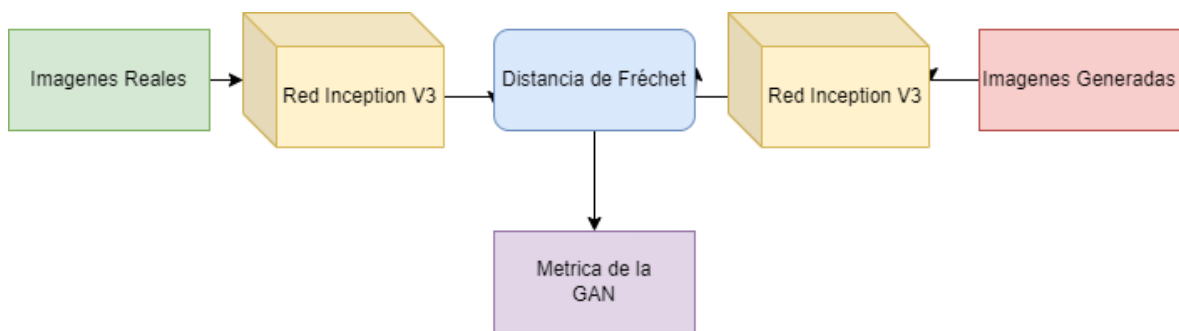 Imagenes Reales
Red Inception V3
Distancia de Fréchet
Red Inception V3
Imagenes Generadas
Metrica de la
GAN